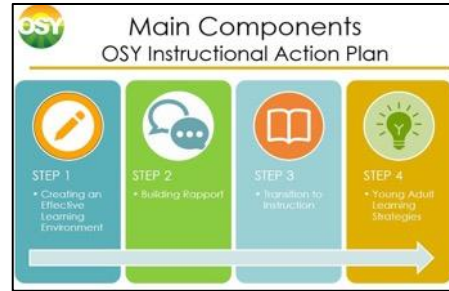 OSY
Main Components
OSY Instructional Action Plan
STEP 1
• Creating an
Effective
Learning
Environment
STEP 2
• Building Rapport
STEP 3
• Transition to
Instruction
STEP 4
• Young Adult
Learning
Strategies